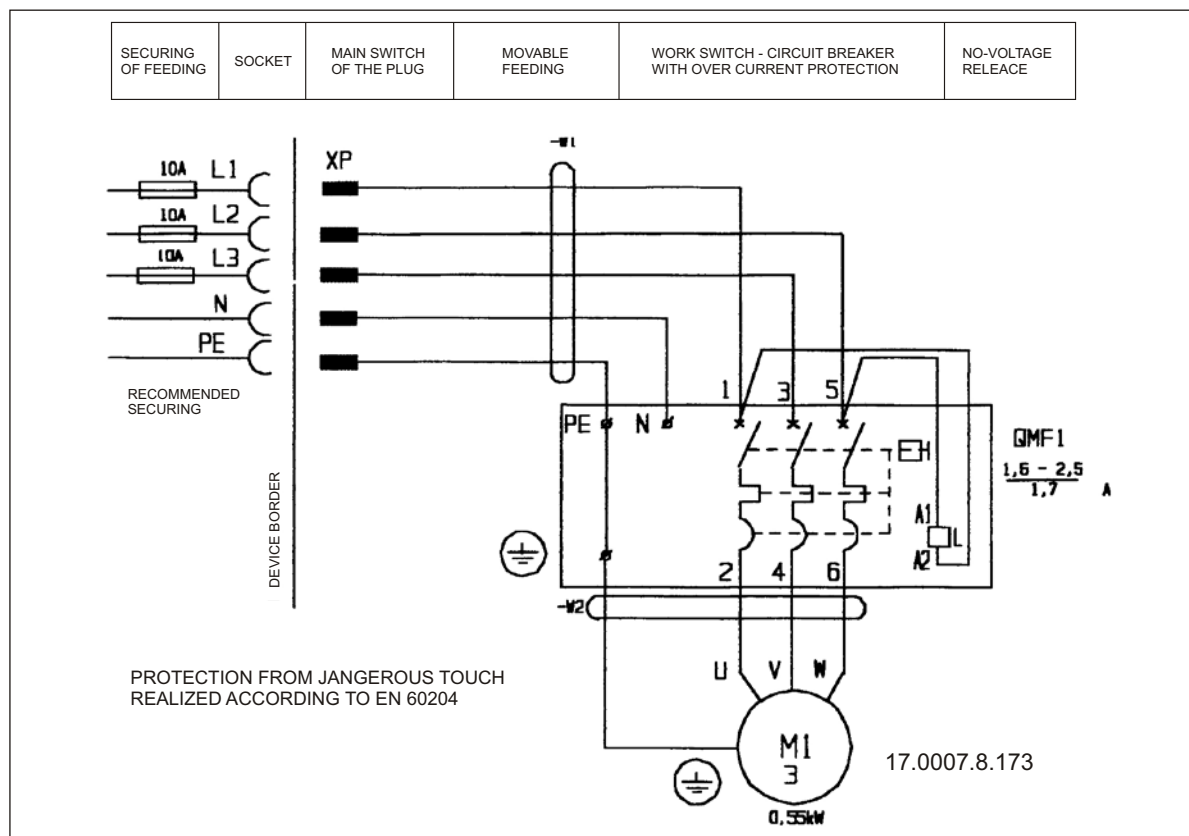 SECURING
OF FEEDING
SOCKET
MAIN SWITCH
OF THE PLUG
MOVABLE
FEEDING
WORK SWITCH - CIRCUIT BREAKER
WITH OVER CURRENT PROTECTION
NO-VOLTAGE
RELEACE
-W1
10A L1
XP
10A L2
10A L3
N
PE
RECOMMENDED
SECURING
DEVICE BORDER
1 3 5
PE N
QMF1
1,6 - 2,5
1,7 A
A1
A2
2 4 6
-W2
PROTECTION FROM JANGEROUS TOUCH
REALIZED ACCORDING TO EN 60204
U V W
M1
3
17.0007.8.173
0,55kW